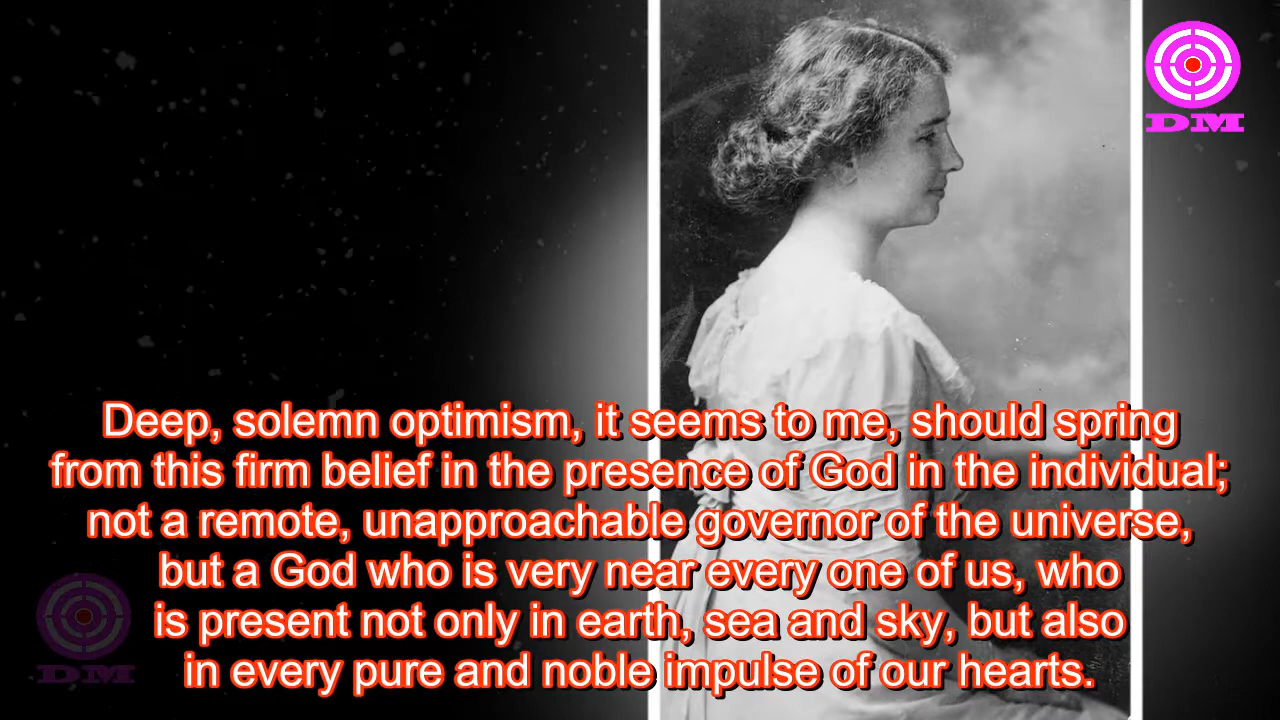 DM
Deep, solemn optimism, it seems to me, should spring
from this firm belief in the presence of God in the individual;
not a remote, unapproachable governor of the universe,
but a God who is very near every one of us, who
is present not only in earth, sea and sky, but also
in every pure and noble impulse of our hearts.
DM